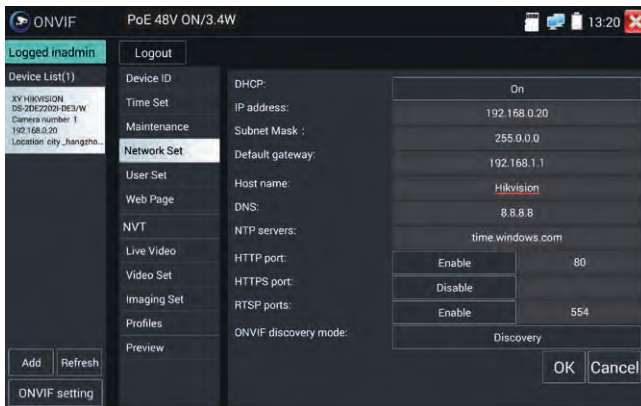 ONVIF
PoE 48V ON/3.4W
13:20
Logged inadmin
Logout
Device List(1)
XY HIKVISION
DS-2DE2202I-DE3/W
Camera number 1
192.168.0.20
Location city_hangzho...
Add
Refresh
ONVIF setting
Device ID
Time Set
Maintenance
Network Set
User Set
Web Page
NVT
Live Video
Video Set
Imaging Set
Profiles
Preview
DHCP: On
IP address: 192.168.0.20
Subnet Mask : 255.0.0.0
Default gateway: 192.168.1.1
Host name: Hikvision
DNS: 8.8.8.8
NTP servers: time.windows.com
HTTP port: Enable 80
HTTPS port: Disable
RTSP ports: Enable 554
ONVIF discovery mode: Discovery
OK Cancel